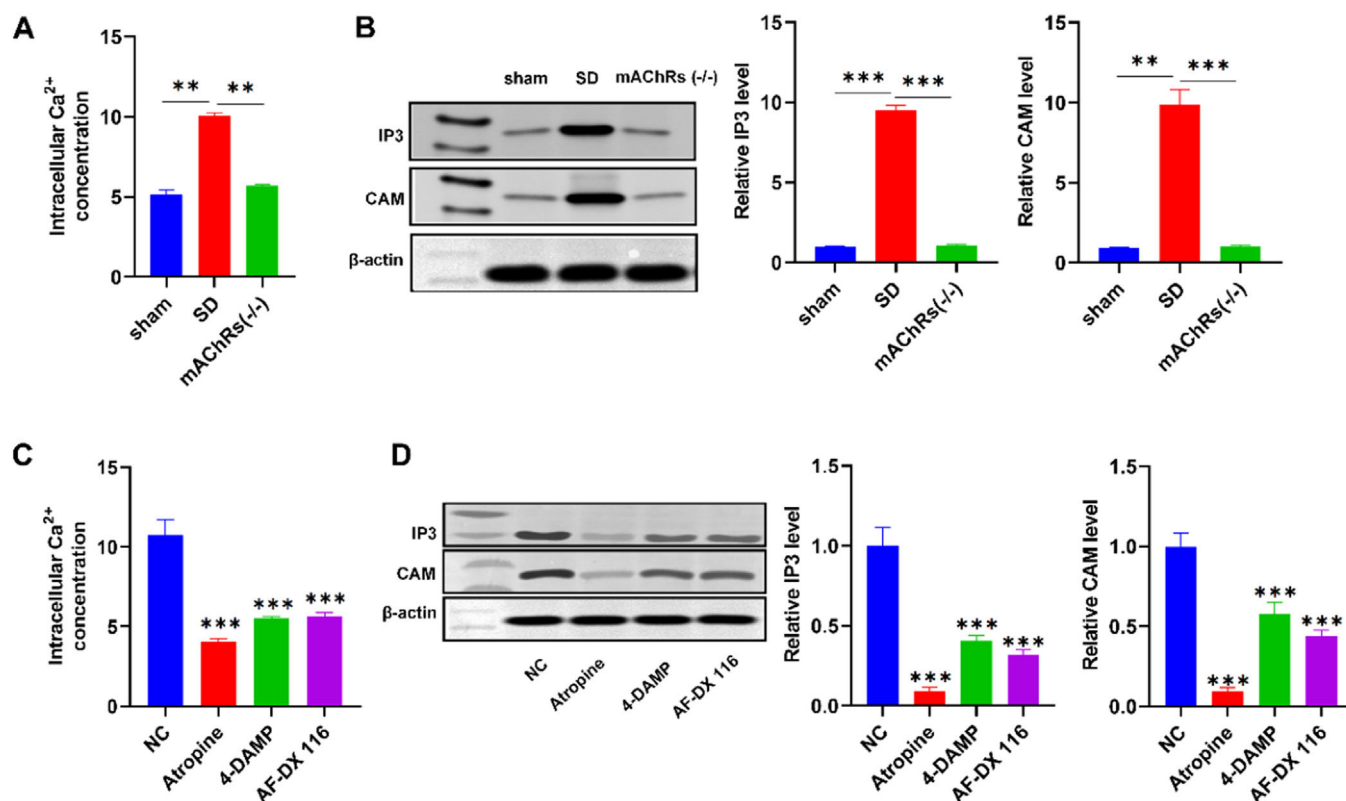 A
Intracellular Ca2+
concentration
15
10
5
0
**
**
sham
SD
mAChRs(-/-)
B
sham SD mAChRs (-/-)
IP3
CAM
β-actin
Relative IP3 level
15
10
5
0
***
***
sham
SD
mAChRs(-/-)
Relative CAM level
15
10
5
0
**
***
sham
SD
mAChRs(-/-)
C
Intracellular Ca2+
concentration
15
10
5
0
***
***
***
NC
Atropine
4-DAMP
AF-DX 116
D
IP3
CAM
β-actin
NC
Atropine
4-DAMP
AF-DX 116
Relative IP3 level
1.5
1.0
0.5
0.0
***
***
***
NC
Atropine
4-DAMP
AF-DX 116
Relative CAM level
1.5
1.0
0.5
0.0
***
***
***
NC
Atropine
4-DAMP
AF-DX 116